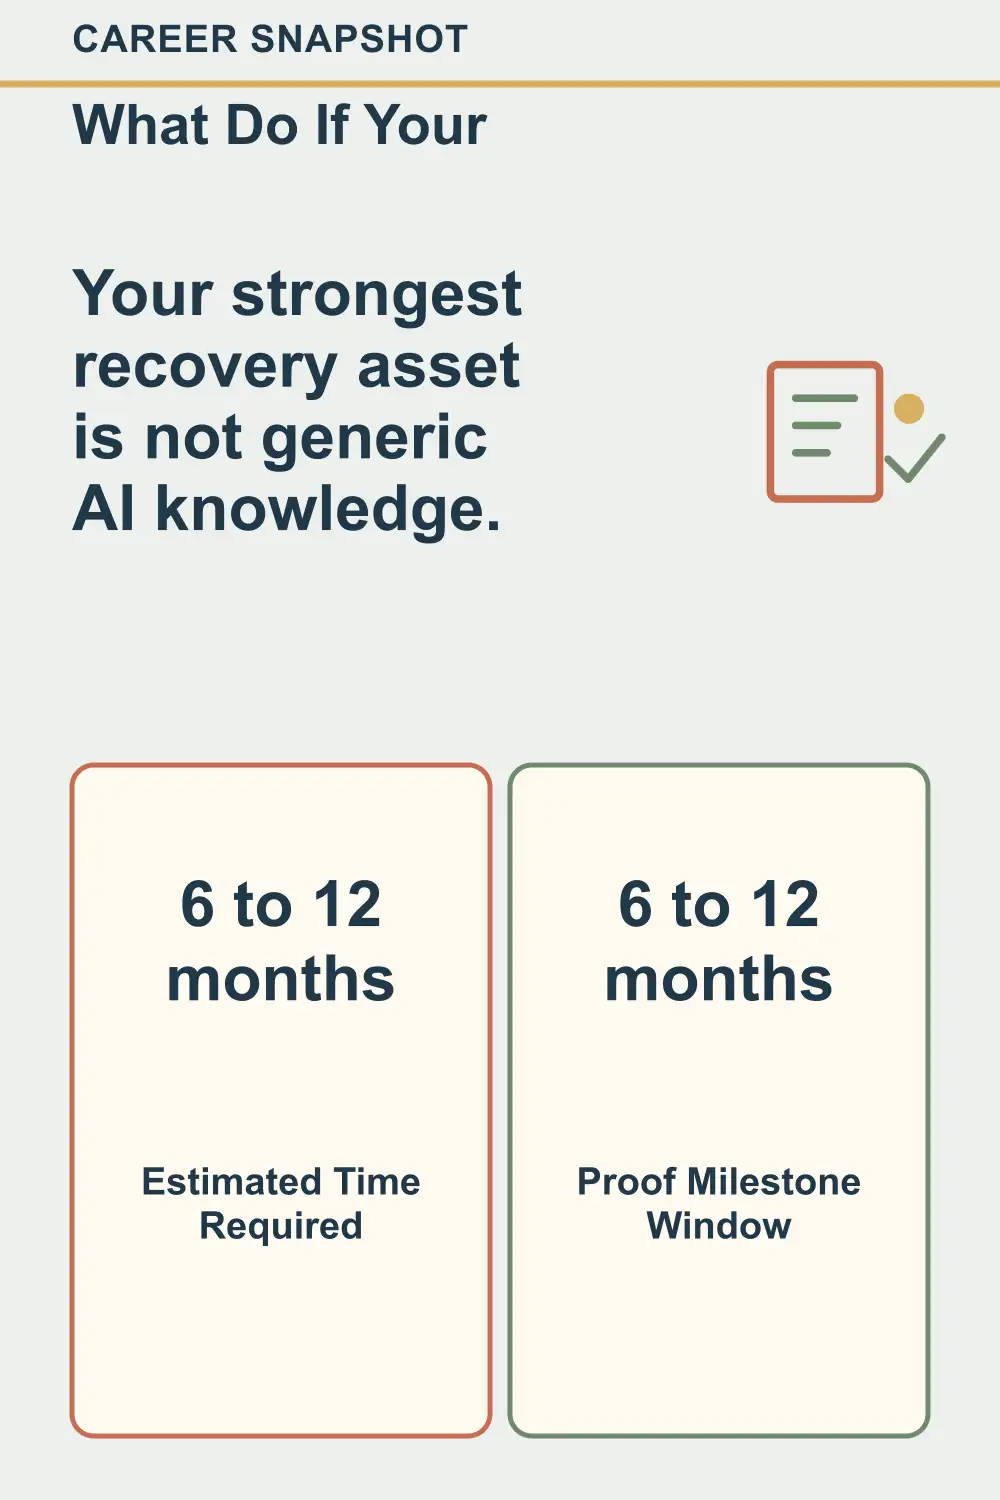 CAREER SNAPSHOT
What Do If Your
Your strongest
recovery asset
is not generic
AI knowledge.
6 to 12
months
Estimated Time
Required
6 to 12
months
Proof Milestone
Window